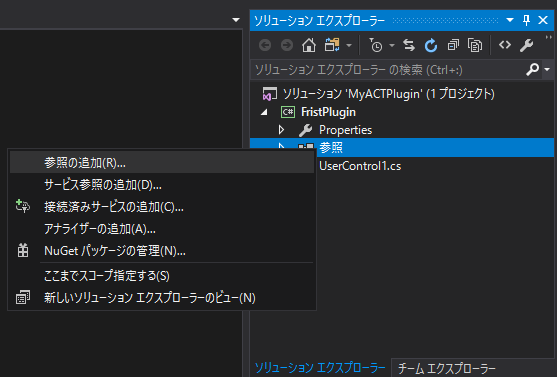 ソリューション エクスプローラー
ソリューション エクスプローラー の検索 (Ctrl+:)
ソリューション 'MyACTPlugin' (1 プロジェクト)
C# FristPlugin
Properties
参照
UserControl1.cs
参照の追加(R)...
サービス参照の追加(D)...
接続済みサービスの追加(C)...
アナライザーの追加(A)...
NuGet パッケージの管理(N)...
ここまでスコープ指定する(S)
新しいソリューション エクスプローラーのビュー(N)
ソリューション エクスプローラー チーム エクスプローラー